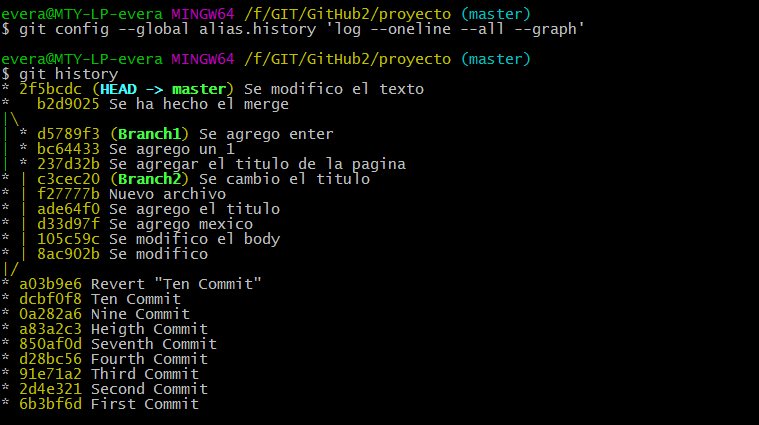 evera@MTY-LP-evera MINGW64 /f/GIT/GitHub2/proyecto (master)
$ git config --global alias.history 'log --oneline --all --graph'
evera@MTY-LP-evera MINGW64 /f/GIT/GitHub2/proyecto (master)
$ git history
* 2f5bcdc (HEAD -> master) Se modifico el texto
*   b2d9025 Se ha hecho el merge
|\
| * d5789f3 (Branch1) Se agrego enter
| * bc64433 Se agrego un 1
| * 237d32b Se agregar el titulo de la pagina
* | c3cec20 (Branch2) Se cambio el titulo
* | f27777b Nuevo archivo
* | ade64f0 Se agrego el titulo
* | d33d97f Se agrego mexico
* | 105c59c Se modifico el body
* | 8ac902b Se modifico
|/
* a03b9e6 Revert "Ten Commit"
* dcbf0f8 Ten Commit
* 0a282a6 Nine Commit
* a83a2c3 Heigth Commit
* 850af0d Seventh Commit
* d28bc56 Fourth Commit
* 91e71a2 Third Commit
* 2d4e321 Second Commit
* 6b3bf6d First Commit